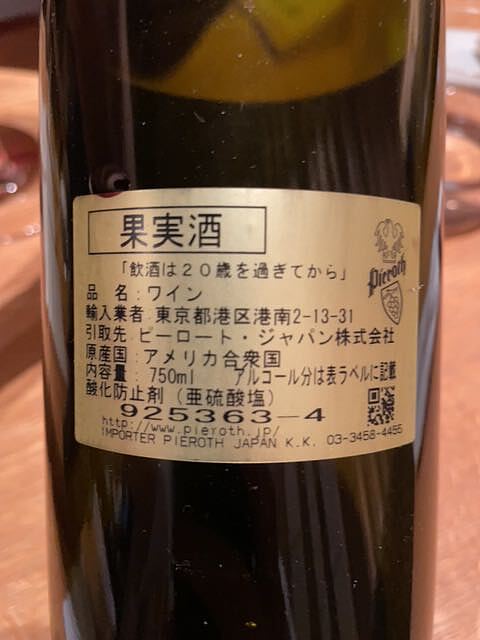 果実酒
「飲酒は２０歳を過ぎてから」
Pieroth
品 名：ワイン
輸入業者:東京都港区港南2-13-31
引取先:ピーロート・ジャパン株式会社
原産国：アメリカ合衆国
内容量：750ml アルコール分は表ラベルに記載
酸化防止剤（亜硫酸塩）
925363-4
http://www.pieroth.jp/
IMPORTER PIEROTH JAPAN K.K. 03-3458-4455